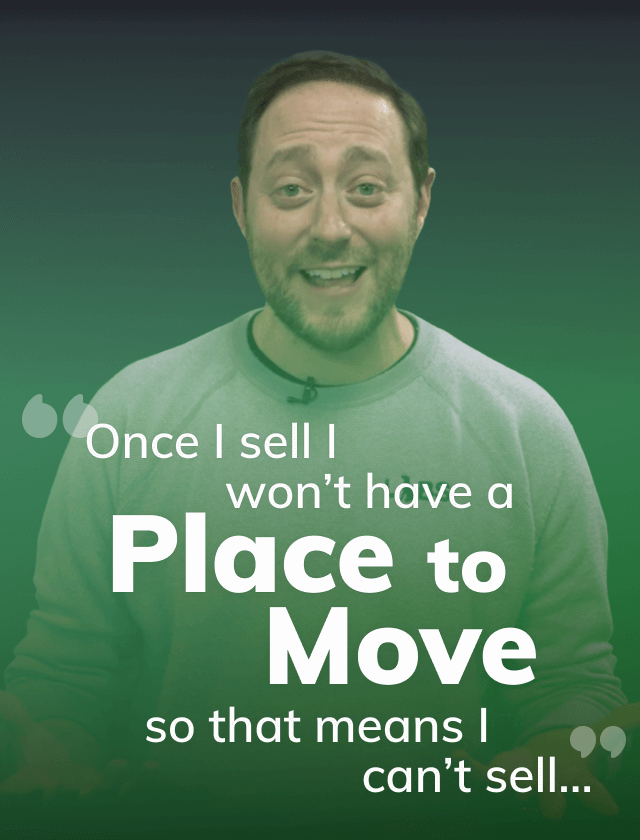 “Once I sell I
won’t have a
Place to
Move
so that means I
can’t sell...”